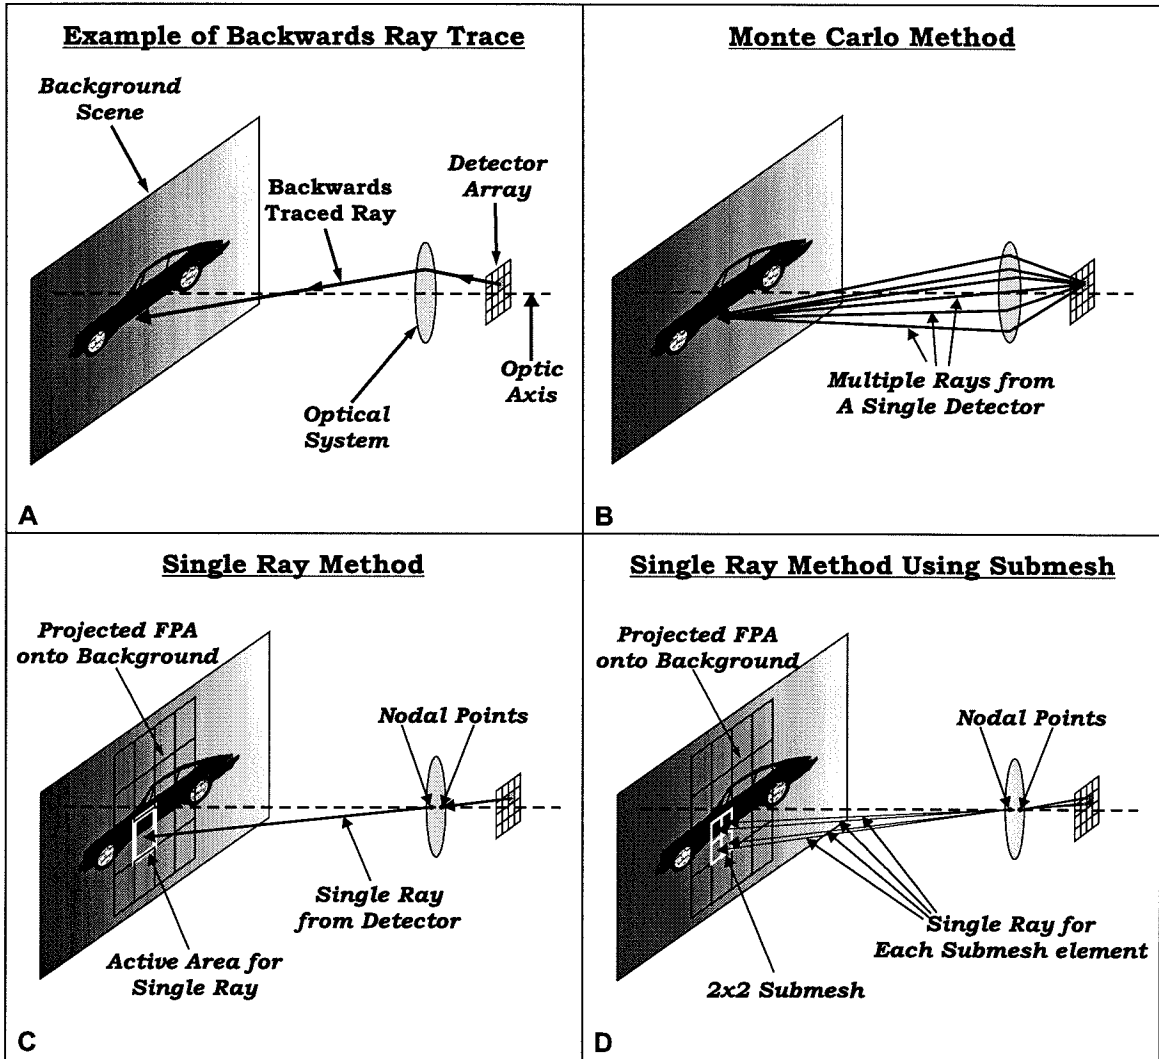 Example of Backwards Ray Trace
Background
Scene
Detector
Array
Backwards
Traced Ray
Optic
Axis
Optical
System
A
Monte Carlo Method
Multiple Rays from
A Single Detector
B
Single Ray Method
Projected FPA
onto Background
Nodal Points
Single Ray
from Detector
Active Area for
Single Ray
C
Single Ray Method Using Submesh
Projected FPA
onto Background
Nodal Points
Single Ray for
Each Submesh element
2x2 Submesh
D